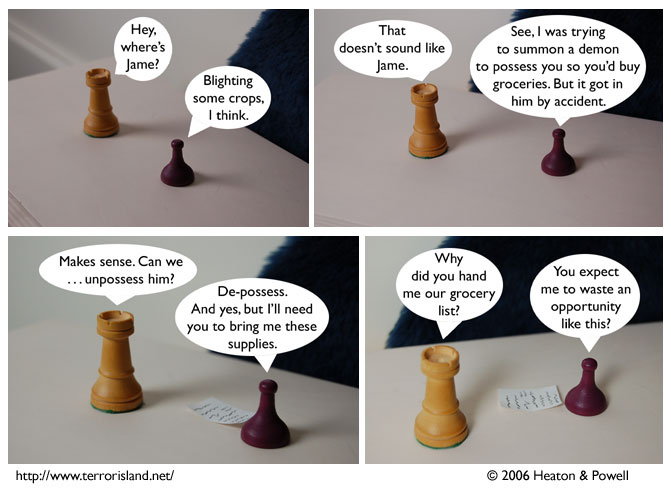 Hey,
where's
Jame?
Blighting
some crops,
I think.
That
doesn't sound like
Jame.
See, I was trying
to summon a demon
to possess you so you'd buy
groceries. But it got in
him by accident.
Makes sense. Can we
. . . unpossess him?
De-possess.
And yes, but I'll need
you to bring me these
supplies.
Why
did you hand
me our grocery
list?
You expect
me to waste an
opportunity
like this?
http://www.terrorisland.net/
© 2006 Heaton & Powell